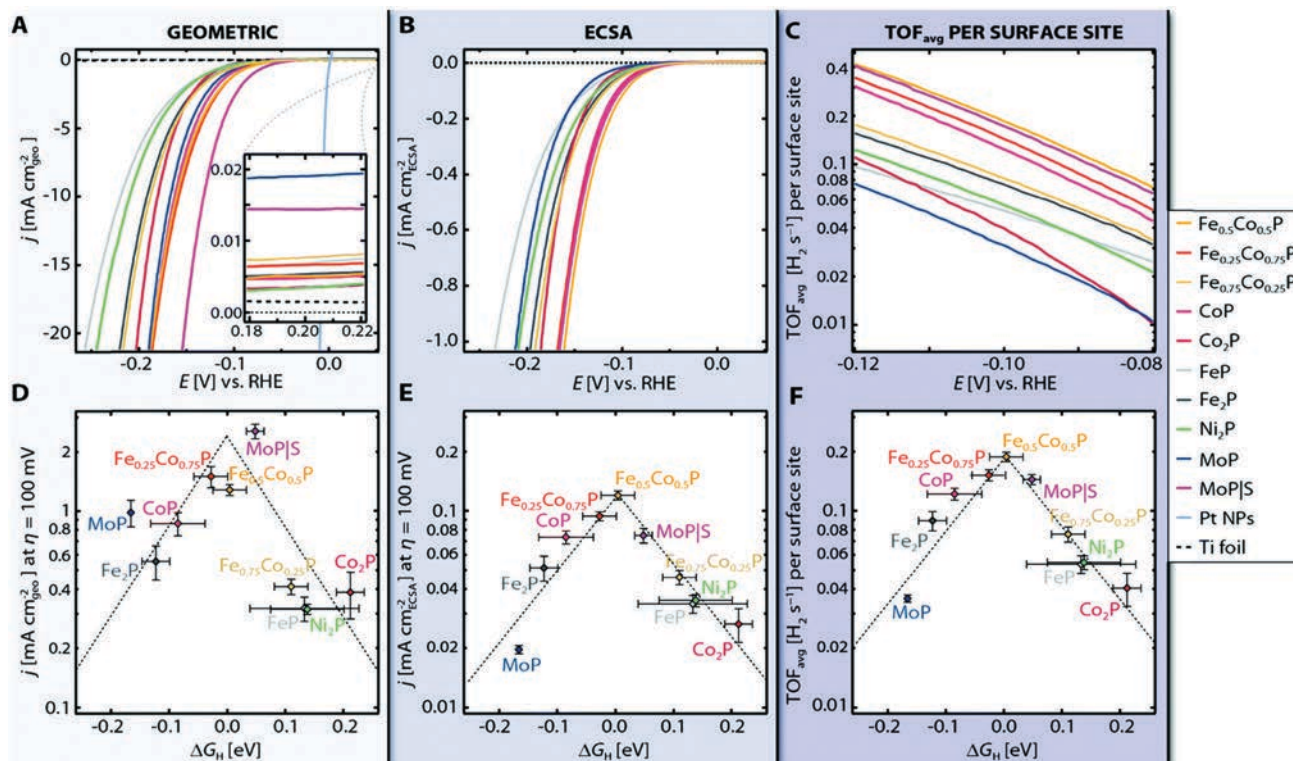 A GEOMETRIC
0
-5
-10
-15
-20
j [mA cm⁻²geo]
0.02
0.01
0.00
0.18 0.20 0.22
-0.2 -0.1 0.0
E [V] vs. RHE
B ECSA
0.0
-0.2
-0.4
-0.6
-0.8
-1.0
j [mA cm⁻²ECSA]
-0.2 -0.1 0.0
E [V] vs. RHE
C TOFavg PER SURFACE SITE
0.4
0.1
0.08
0.06
0.04
0.02
0.01
TOFavg [H₂ s⁻¹] per surface site
-0.12 -0.10 -0.08
E [V] vs. RHE
Fe₀.₅Co₀.₅P
Fe₀.₂₅Co₀.₇₅P
Fe₀.₇₅Co₀.₂₅P
CoP
Co₂P
FeP
Fe₂P
Ni₂P
MoP
MoP|S
Pt NPs
Ti foil
D
2
1
0.8
0.6
0.4
0.2
0.1
j [mA cm⁻²geo] at η = 100 mV
MoP|S
Fe₀.₂₅Co₀.₇₅P
Fe₀.₅Co₀.₅P
CoP
MoP
Fe₂P
Fe₀.₇₅Co₀.₂₅P
Co₂P
FeP
Ni₂P
-0.2 -0.1 0.0 0.1 0.2
ΔG_H [eV]
E
0.2
0.1
0.08
0.06
0.04
0.02
0.01
j [mA cm⁻²ECSA] at η = 100 mV
Fe₀.₅Co₀.₅P
Fe₀.₂₅Co₀.₇₅P
CoP
MoP|S
Fe₂P
Fe₀.₇₅Co₀.₂₅P
Ni₂P
FeP
Co₂P
MoP
-0.2 -0.1 0.0 0.1 0.2
ΔG_H [eV]
F
0.2
0.1
0.08
0.06
0.04
0.02
0.01
TOFavg [H₂ s⁻¹] per surface site
Fe₀.₅Co₀.₅P
Fe₀.₂₅Co₀.₇₅P
CoP
MoP|S
Fe₂P
Fe₀.₇₅Co₀.₂₅P
Ni₂P
FeP
Co₂P
MoP
-0.2 -0.1 0.0 0.1 0.2
ΔG_H [eV]